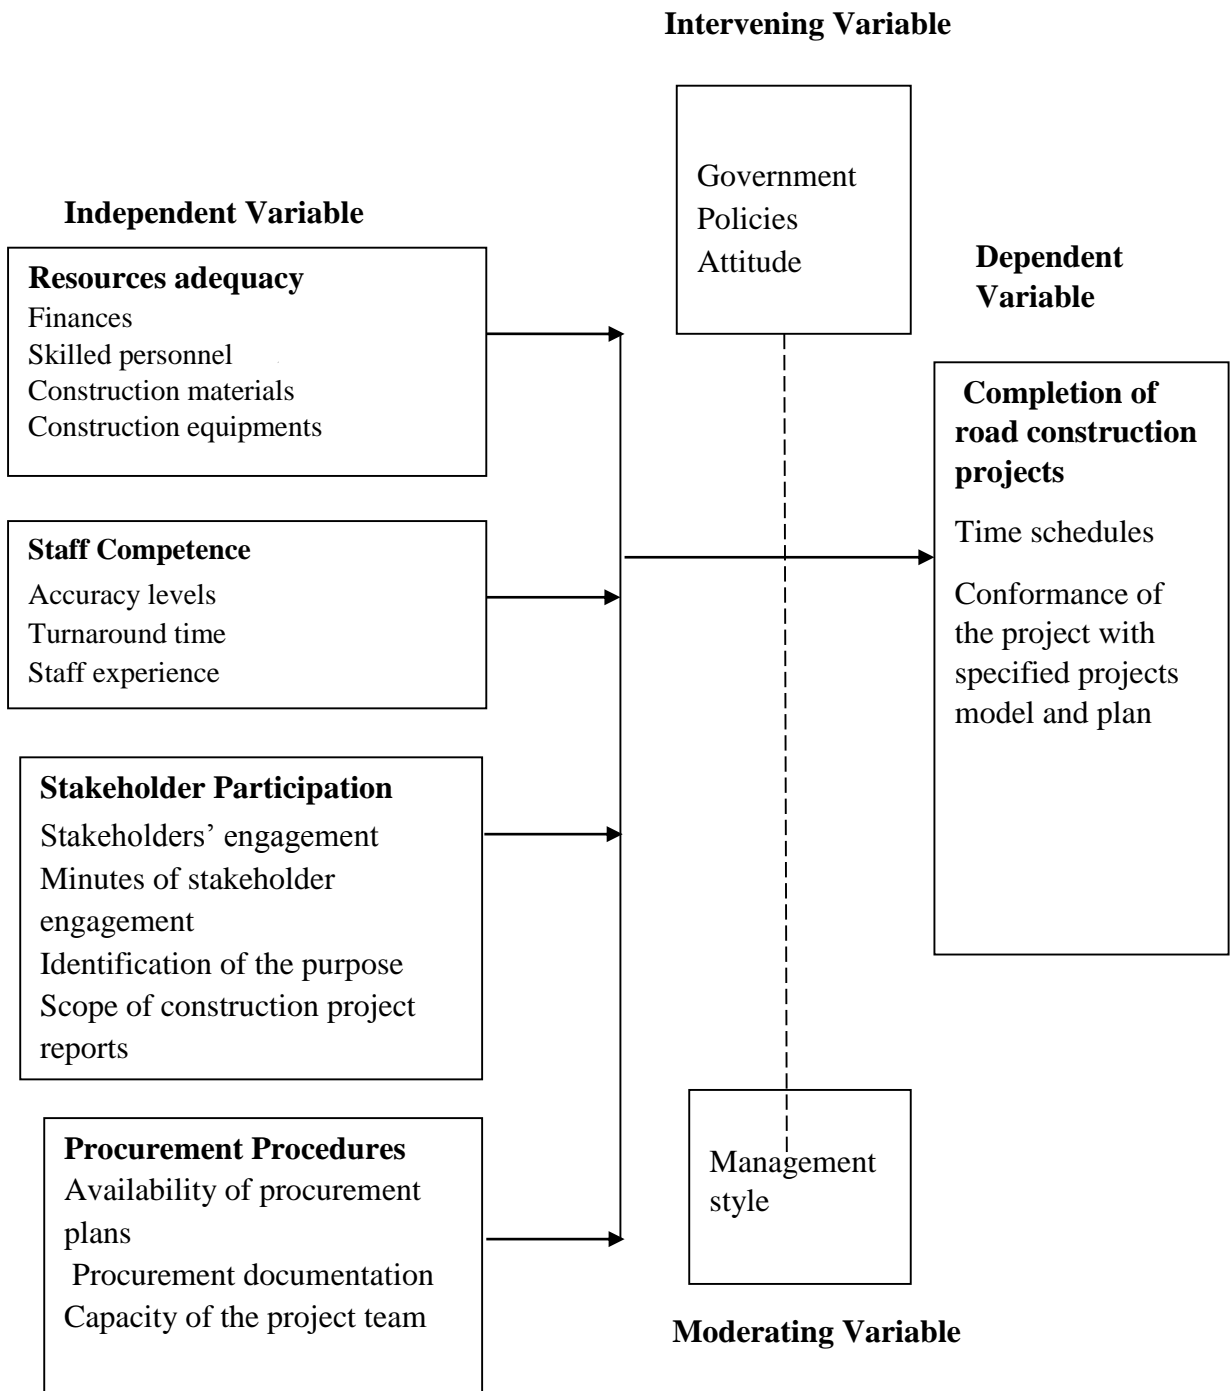 Intervening Variable
Government
Policies
Attitude
Independent Variable
Resources adequacy
Finances
Skilled personnel
Construction materials
Construction equipments
Dependent
Variable
Completion of
road construction
projects
Time schedules
Conformance of
the project with
specified projects
model and plan
Staff Competence
Accuracy levels
Turnaround time
Staff experience
Stakeholder Participation
Stakeholders’ engagement
Minutes of stakeholder
engagement
Identification of the purpose
Scope of construction project
reports
Procurement Procedures
Availability of procurement
plans
Procurement documentation
Capacity of the project team
Management
style
Moderating Variable